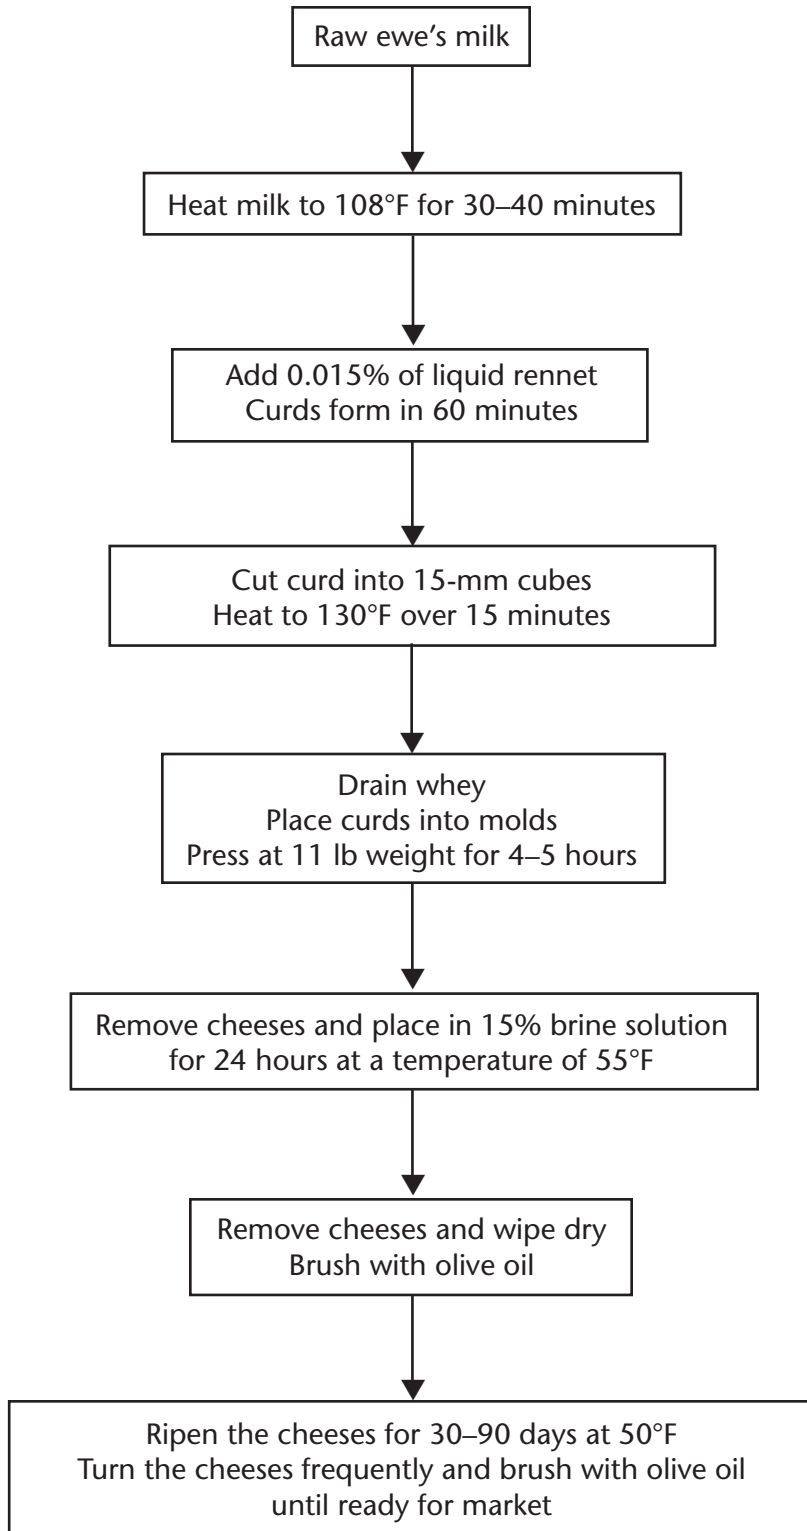 Raw ewe’s milk
Heat milk to 108°F for 30–40 minutes
Add 0.015% of liquid rennet
Curds form in 60 minutes
Cut curd into 15-mm cubes
Heat to 130°F over 15 minutes
Drain whey
Place curds into molds
Press at 11 lb weight for 4–5 hours
Remove cheeses and place in 15% brine solution
for 24 hours at a temperature of 55°F
Remove cheeses and wipe dry
Brush with olive oil
Ripen the cheeses for 30–90 days at 50°F
Turn the cheeses frequently and brush with olive oil
until ready for market